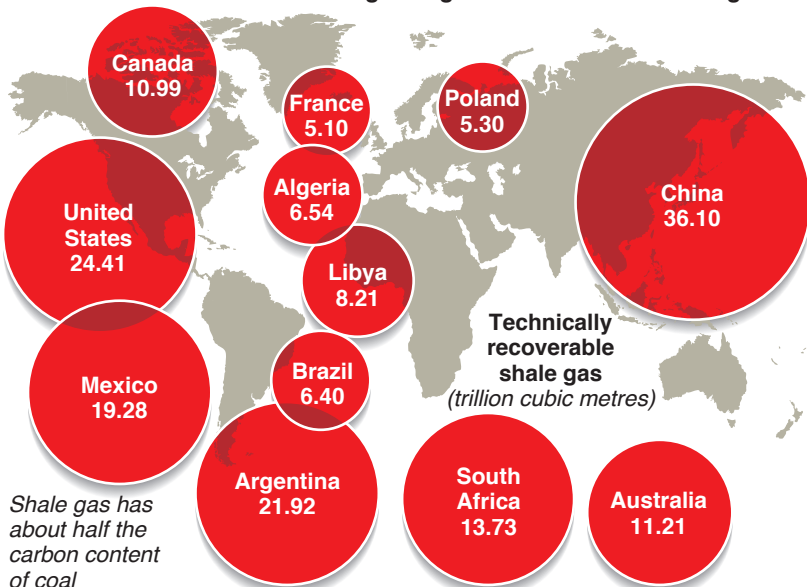 Canada
10.99
France
5.10
Poland
5.30
Algeria
6.54
China
36.10
United
States
24.41
Libya
8.21
Technically
recoverable
shale gas
(trillion cubic metres)
Brazil
6.40
Mexico
19.28
Argentina
21.92
South
Africa
13.73
Australia
11.21
Shale gas has
about half the
carbon content
of coal